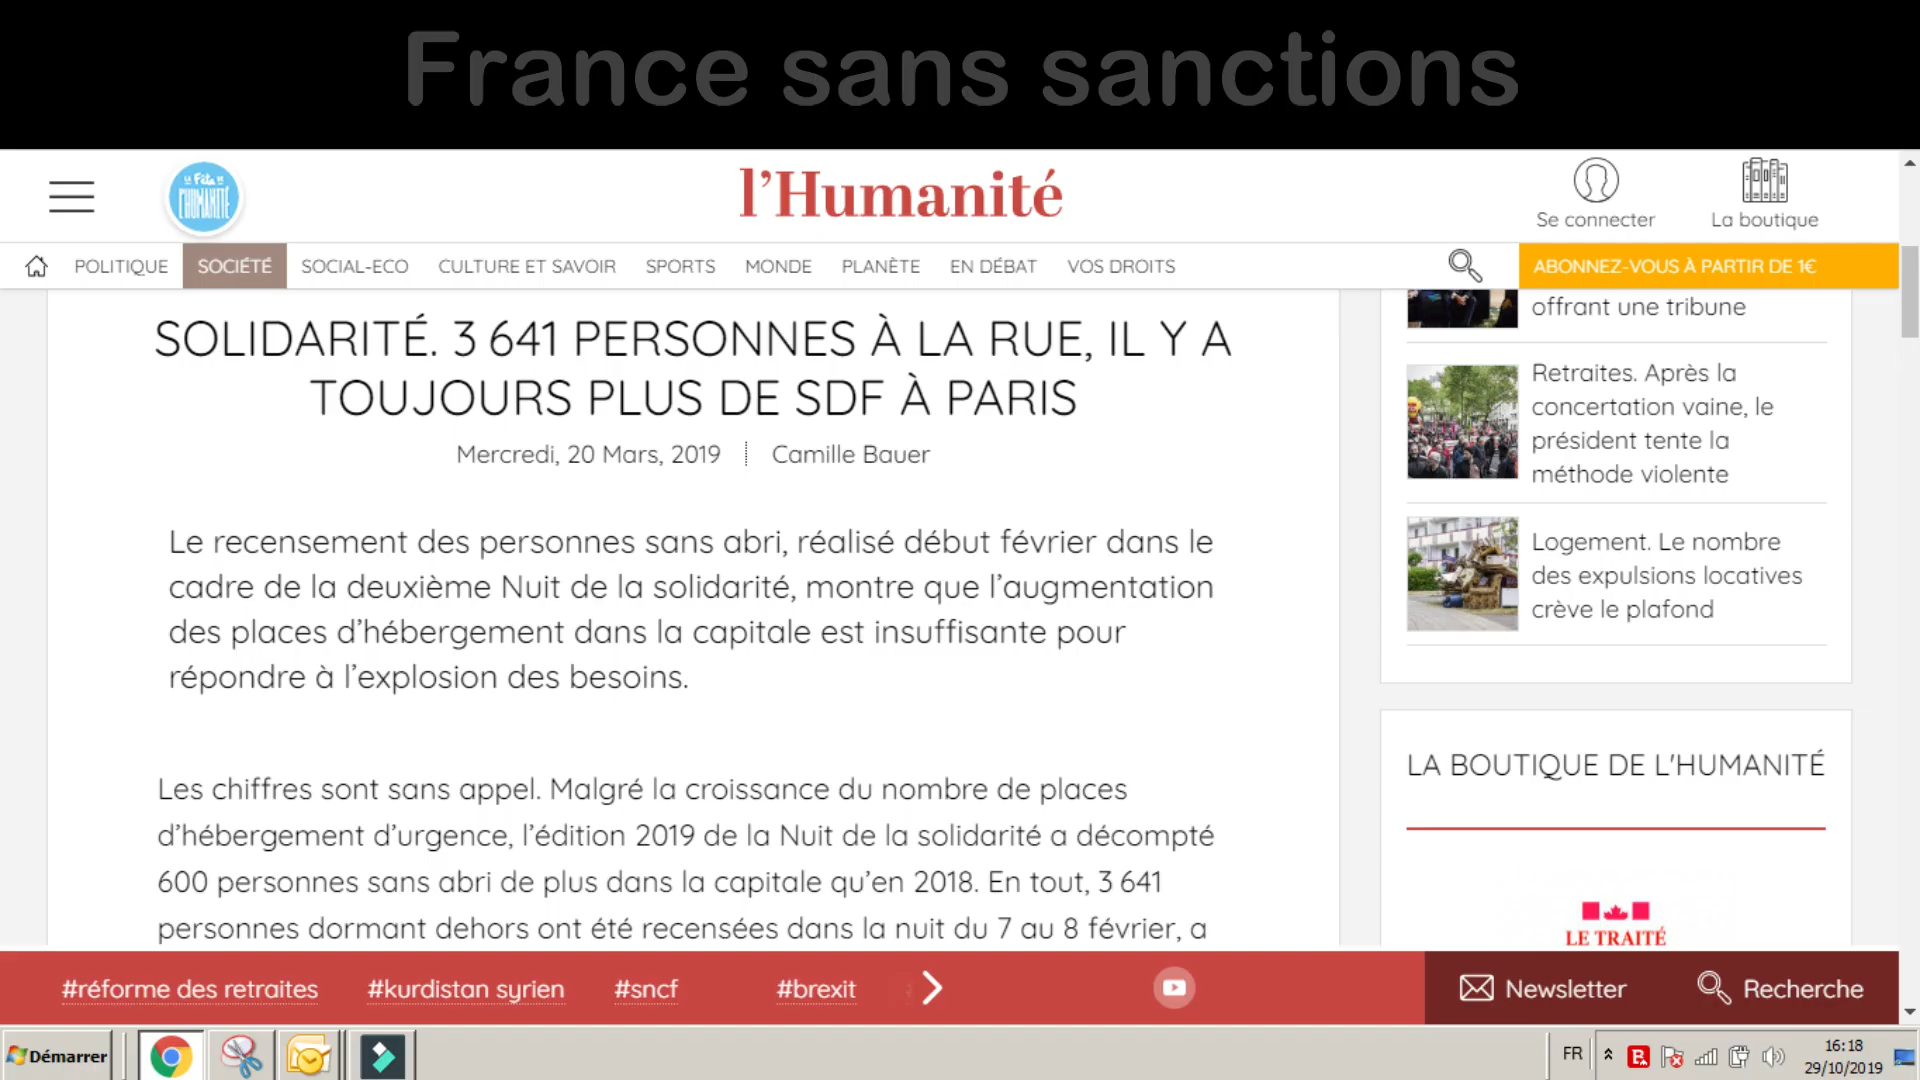 France sans sanctions
Fête
l'HUMANITÉ
l'Humanité
Se connecter
La boutique
POLITIQUE
SOCIÉTÉ
SOCIAL-ECO
CULTURE ET SAVOIR
SPORTS
MONDE
PLANÈTE
EN DÉBAT
VOS DROITS
ABONNEZ-VOUS À PARTIR DE 1€
SOLIDARITÉ. 3 641 PERSONNES À LA RUE, IL Y A
TOUJOURS PLUS DE SDF À PARIS
Mercredi, 20 Mars, 2019
Camille Bauer
Le recensement des personnes sans abri, réalisé début février dans le
cadre de la deuxième Nuit de la solidarité, montre que l'augmentation
des places d'hébergement dans la capitale est insuffisante pour
répondre à l'explosion des besoins.
Les chiffres sont sans appel. Malgré la croissance du nombre de places
d'hébergement d'urgence, l'édition 2019 de la Nuit de la solidarité a décompté
600 personnes sans abri de plus dans la capitale qu'en 2018. En tout, 3 641
personnes dormant dehors ont été recensées dans la nuit du 7 au 8 février, a
offrant une tribune
Retraites. Après la
concertation vaine, le
président tente la
méthode violente
Logement. Le nombre
des expulsions locatives
crève le plafond
LA BOUTIQUE DE L'HUMANITÉ
LE TRAITÉ
#réforme des retraites
#kurdistan syrien
#sncf
#brexit
Newsletter
Recherche
Démarrer
FR
16:18
29/10/2019